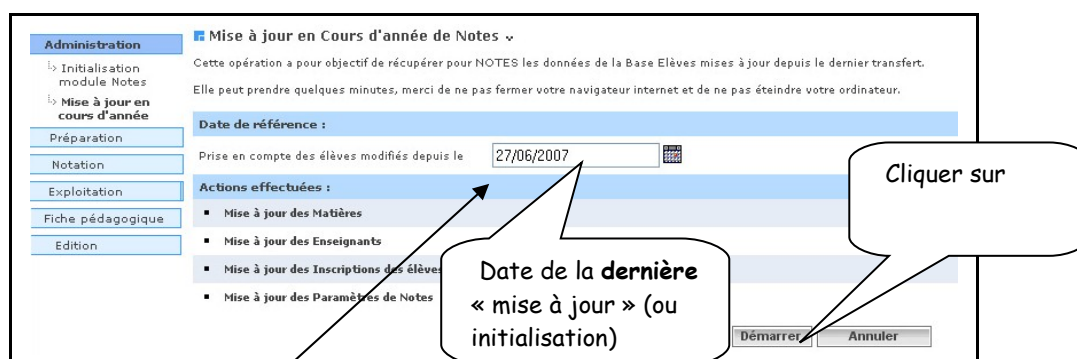 Administration
Initialisation
module Notes
Mise à jour en
cours d'année
Préparation
Notation
Exploitation
Fiche pédagogique
Edition
Mise à jour en Cours d'année de Notes
Cette opération a pour objectif de récupérer pour NOTES les données de la Base Elèves mises à jour depuis le dernier transfert.
Elle peut prendre quelques minutes, merci de ne pas fermer votre navigateur internet et de ne pas éteindre votre ordinateur.
Date de référence :
Prise en compte des élèves modifiés depuis le 27/06/2007
Actions effectuées :
Mise à jour des Matières
Mise à jour des Enseignants
Mise à jour des Inscriptions des élèves
Mise à jour des Paramètres de Notes
Date de la dernière
« mise à jour » (ou
initialisation)
Cliquer sur
Démarrer Annuler